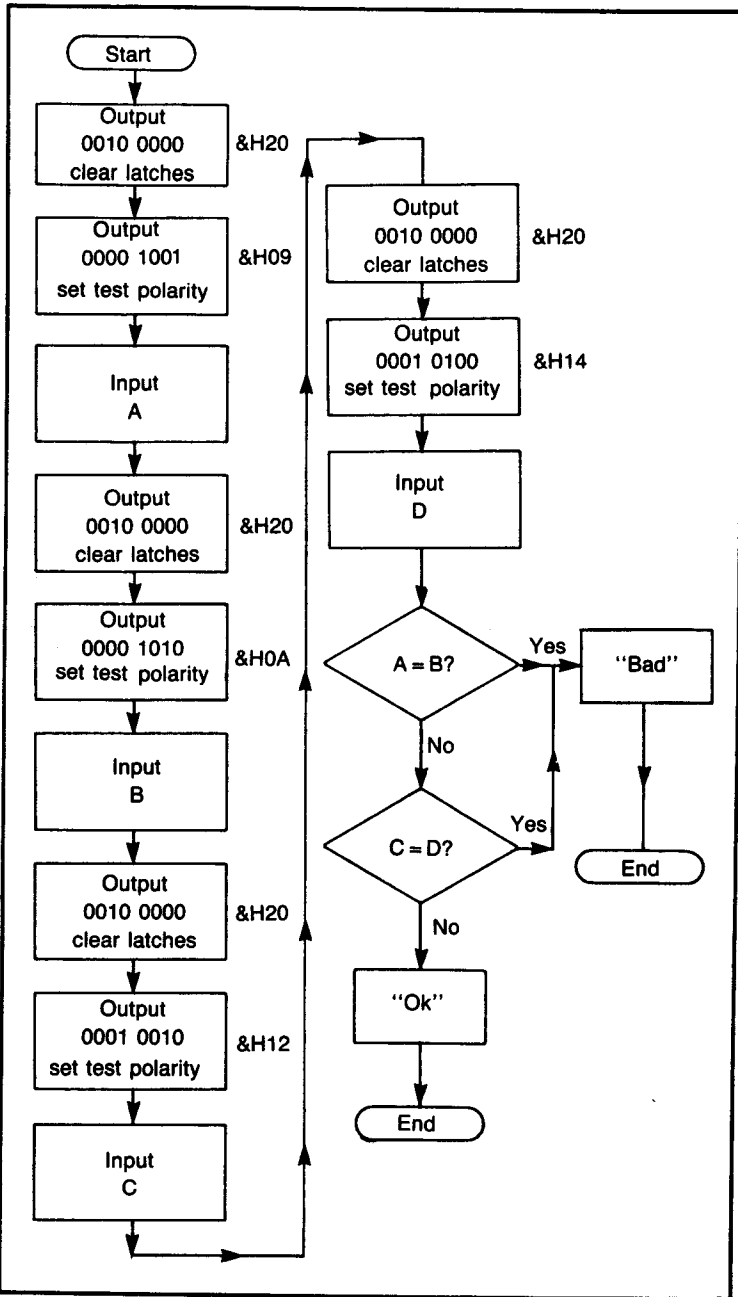 Start
Output
0010 0000
clear latches
&H20
Output
0000 1001
set test polarity
&H09
Input
A
Output
0010 0000
clear latches
&H20
Output
0000 1010
set test polarity
&H0A
Input
B
Output
0010 0000
clear latches
&H20
Output
0001 0010
set test polarity
&H12
Input
C
Output
0010 0000
clear latches
&H20
Output
0001 0100
set test polarity
&H14
Input
D
A = B?
Yes
"Bad"
End
No
C = D?
Yes
No
"Ok"
End